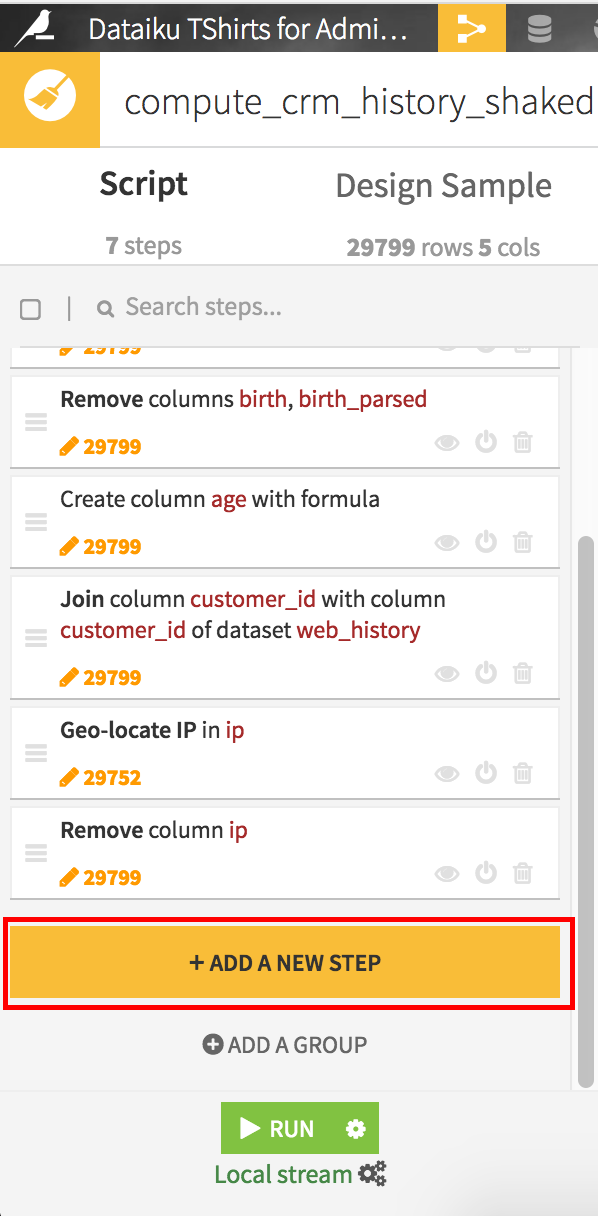 Dataiku TShirts for Admi...
compute_crm_history_shaked
Script
Design Sample
7 steps
29799 rows 5 cols
Search steps...
29799
Remove columns birth, birth_parsed
29799
Create column age with formula
29799
Join column customer_id with column
customer_id of dataset web_history
29799
Geo-locate IP in ip
29752
Remove column ip
29799
+ ADD A NEW STEP
ADD A GROUP
RUN
Local stream